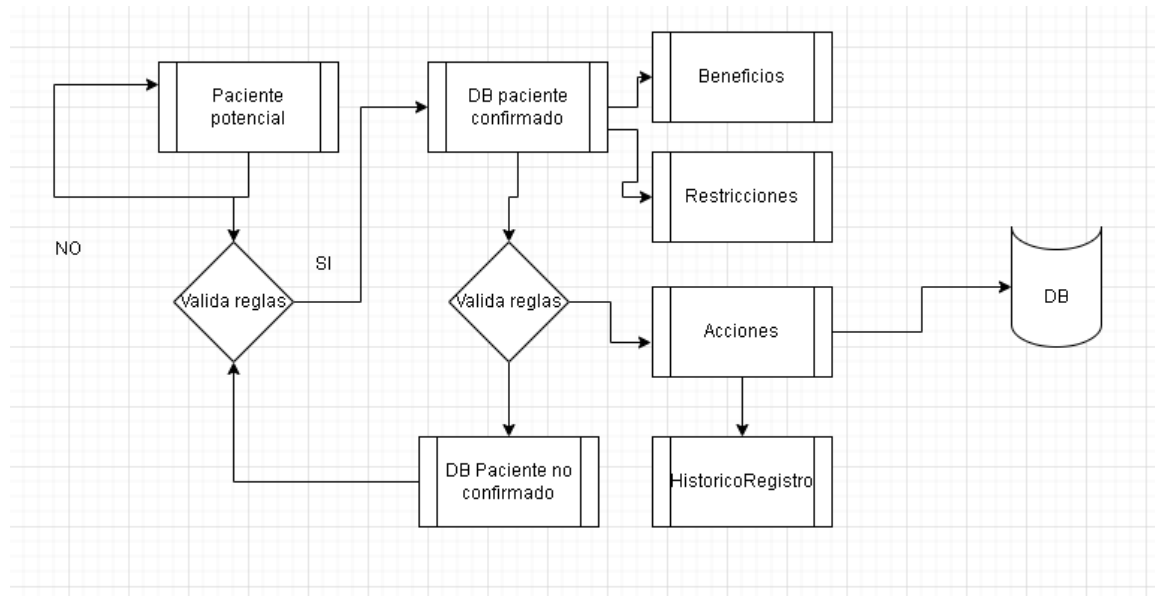 Paciente
potencial
DB paciente
confirmado
Beneficios
Restricciones
NO
SI
Valida reglas
Valida reglas
Acciones
DB
DB Paciente no
confirmado
HistoricoRegistro